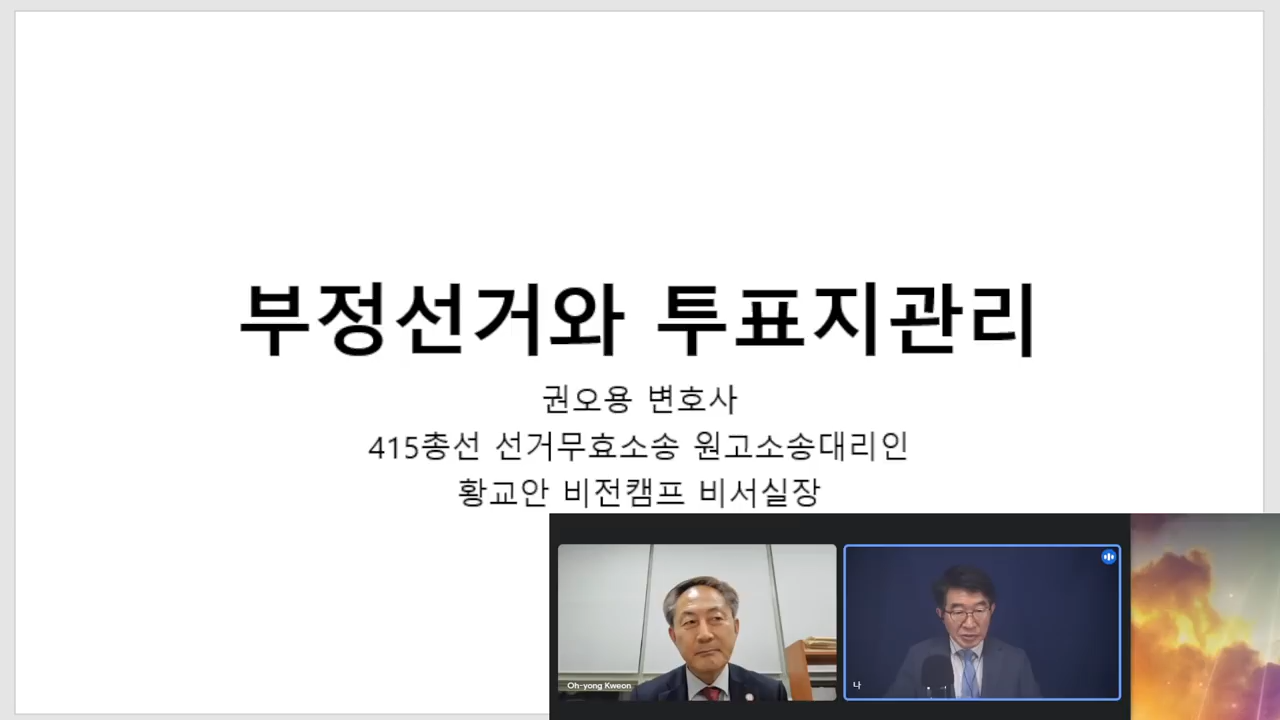 부정선거와 투표지관리
권오용 변호사
415총선 선거무효소송 원고소송대리인
황교안 비전캠프 비서실장
Oh-yong Kweon
나